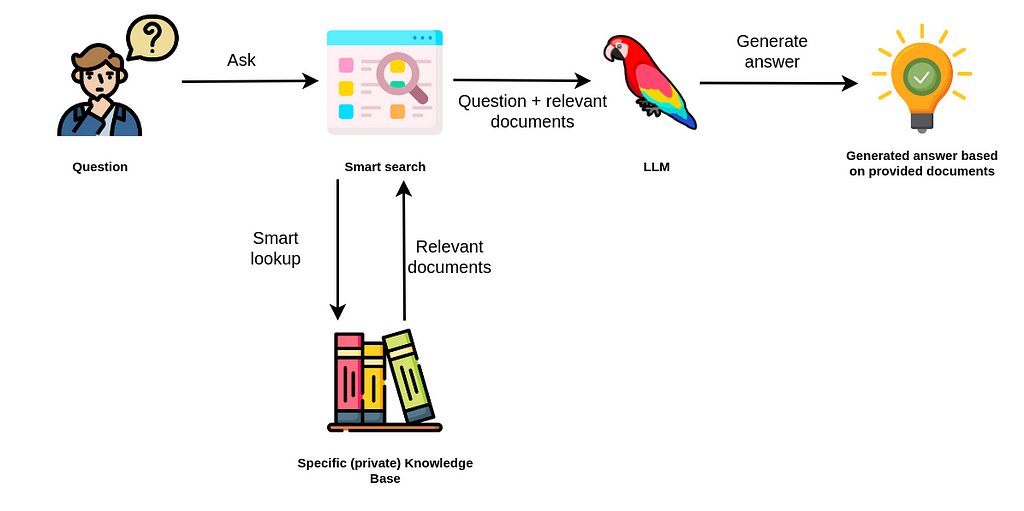 ?
Ask
Generate
answer
Question + relevant
documents
Question
Smart search
LLM
Generated answer based
on provided documents
Smart
lookup
Relevant
documents
Specific (private) Knowledge
Base